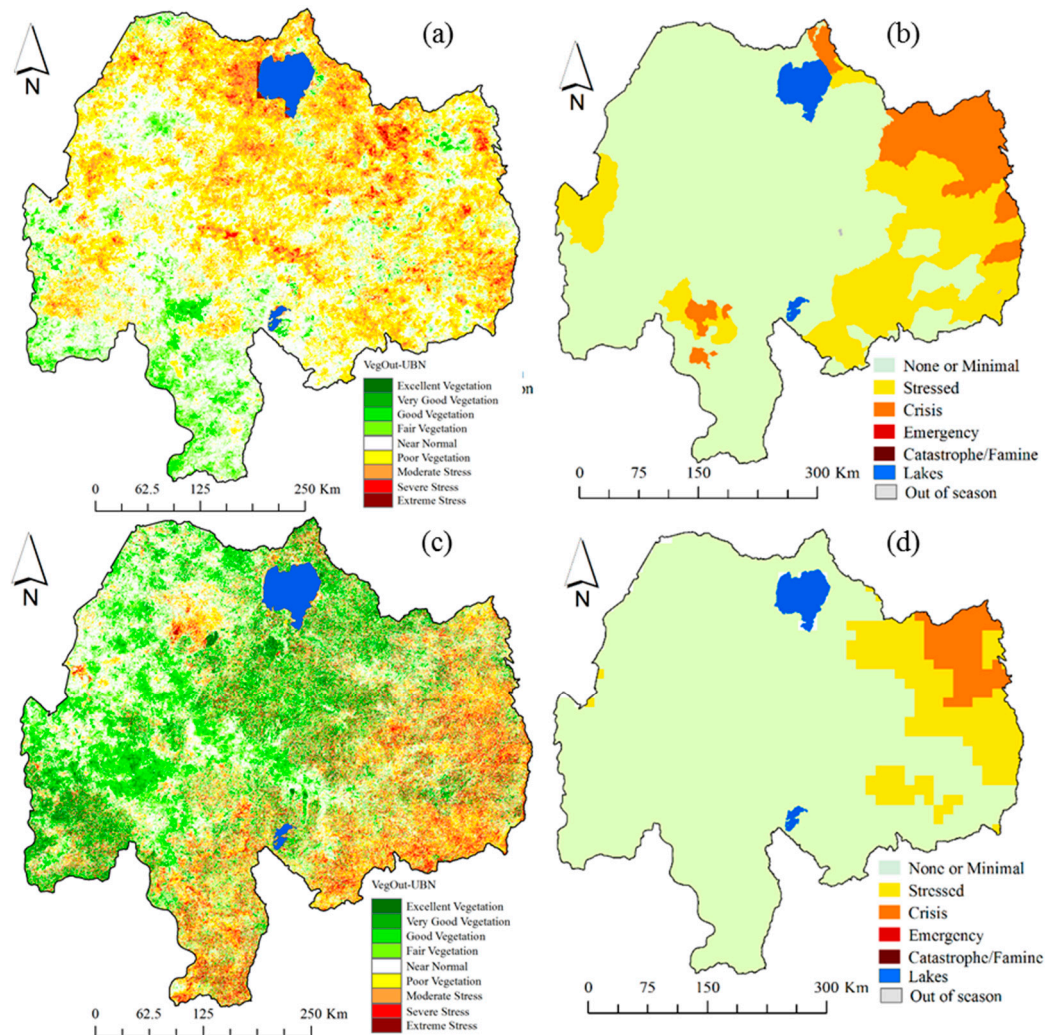 (a)
N
VegOut-UBN
Excellent Vegetation
Very Good Vegetation
Good Vegetation
Fair Vegetation
Near Normal
Poor Vegetation
Moderate Stress
Severe Stress
Extreme Stress
0 62.5 125 250 Km
on
(b)
N
None or Minimal
Stressed
Crisis
Emergency
Catastrophe/Famine
Lakes
Out of season
0 75 150 300 Km
(c)
N
VegOut-UBN
Excellent Vegetation
Very Good Vegetation
Good Vegetation
Fair Vegetation
Near Normal
Poor Vegetation
Moderate Stress
Severe Stress
Extreme Stress
0 62.5 125 250 Km
(d)
N
None or Minimal
Stressed
Crisis
Emergency
Catastrophe/Famine
Lakes
Out of season
0 75 150 300 Km